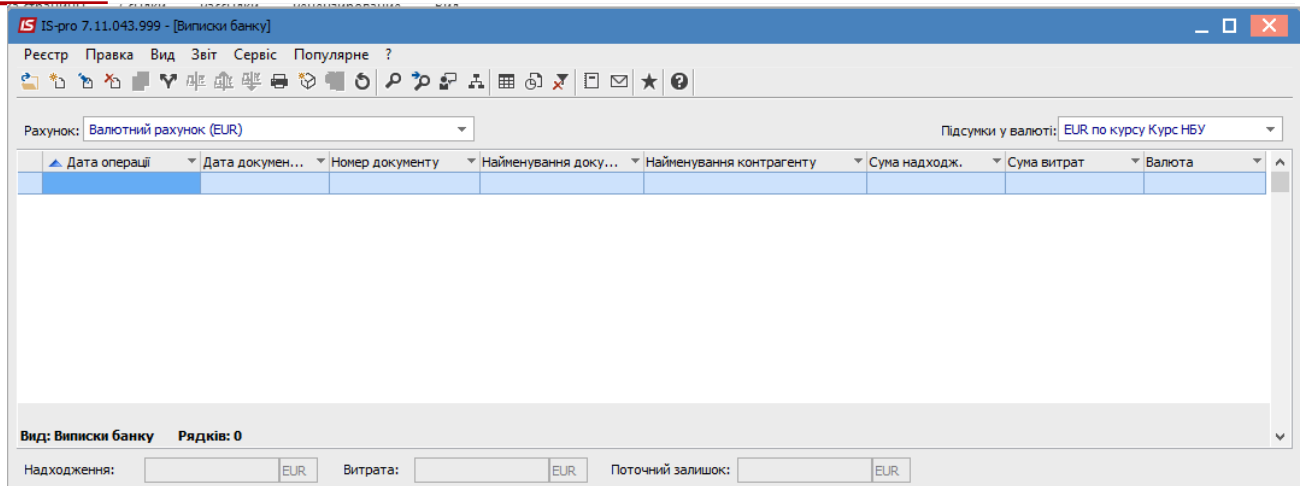 IS-pro 7.11.043.999 - [Виписки банку]
Реєстр Правка Вид Звіт Сервіс Популярне ?
Рахунок: Валютний рахунок (EUR) Підсумки у валюті: EUR по курсу Курс НБУ
Дата операції Дата докумен... Номер документу Найменування доку... Найменування контрагенту Сума надходж. Сума витрат Валюта
Вид: Виписки банку Рядків: 0
Надходження: EUR Витрата: EUR Поточний залишок: EUR